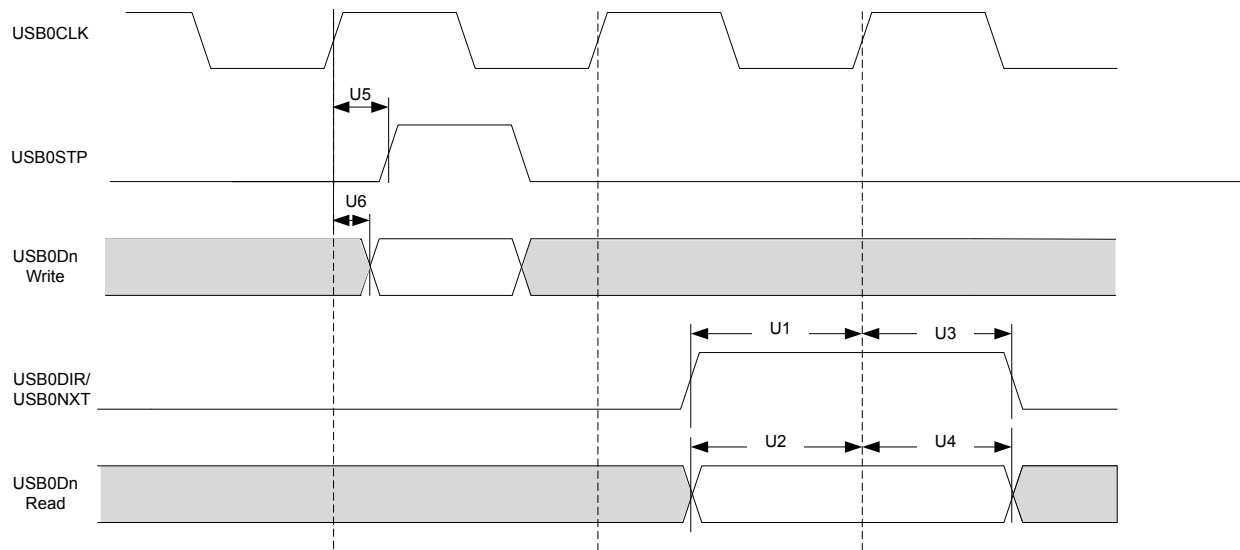 USB0CLK
U5
USB0STP
U6
USB0Dn
Write
U1
U3
USB0DIR/
USB0NXT
U2
U4
USB0Dn
Read